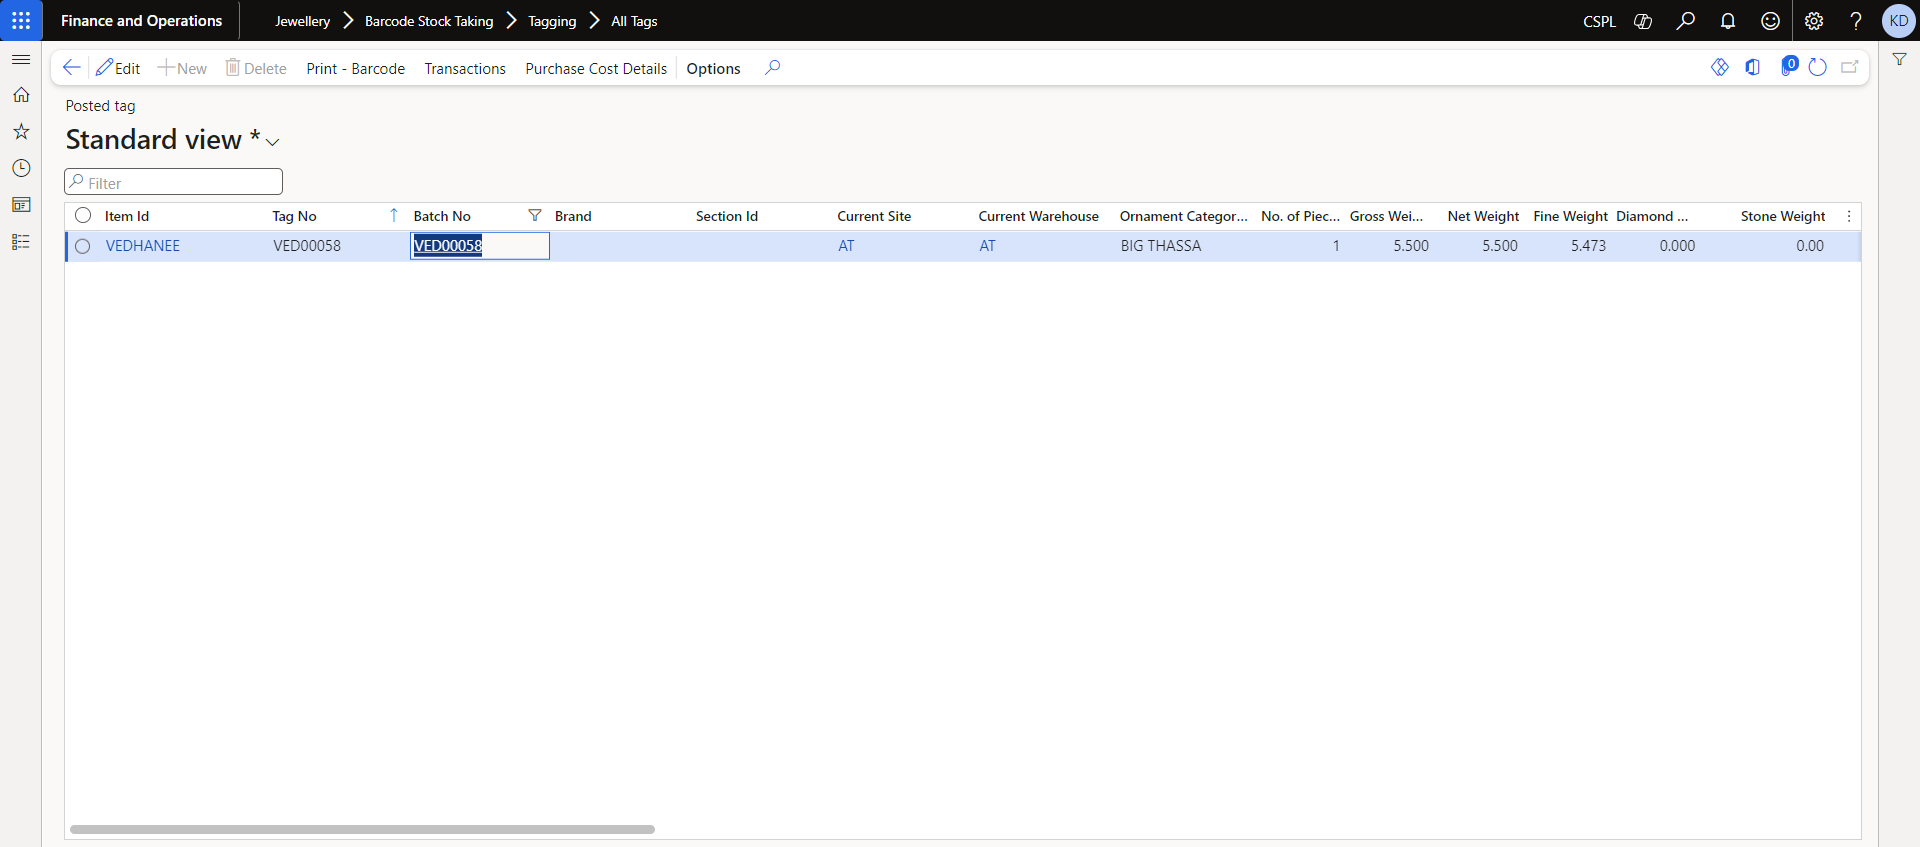 Finance and Operations Jewellery Barcode Stock Taking Tagging All Tags CSPL ? KD
Edit New Delete Print - Barcode Transactions Purchase Cost Details Options 0
Posted tag
Standard view *
Filter
Item Id Tag No Batch No Brand Section Id Current Site Current Warehouse Ornament Categor... No. of Piec... Gross Wei... Net Weight Fine Weight Diamond ... Stone Weight
VEDHANEE VED00058 VED00058 AT AT BIG THASSA 1 5.500 5.500 5.473 0.000 0.00